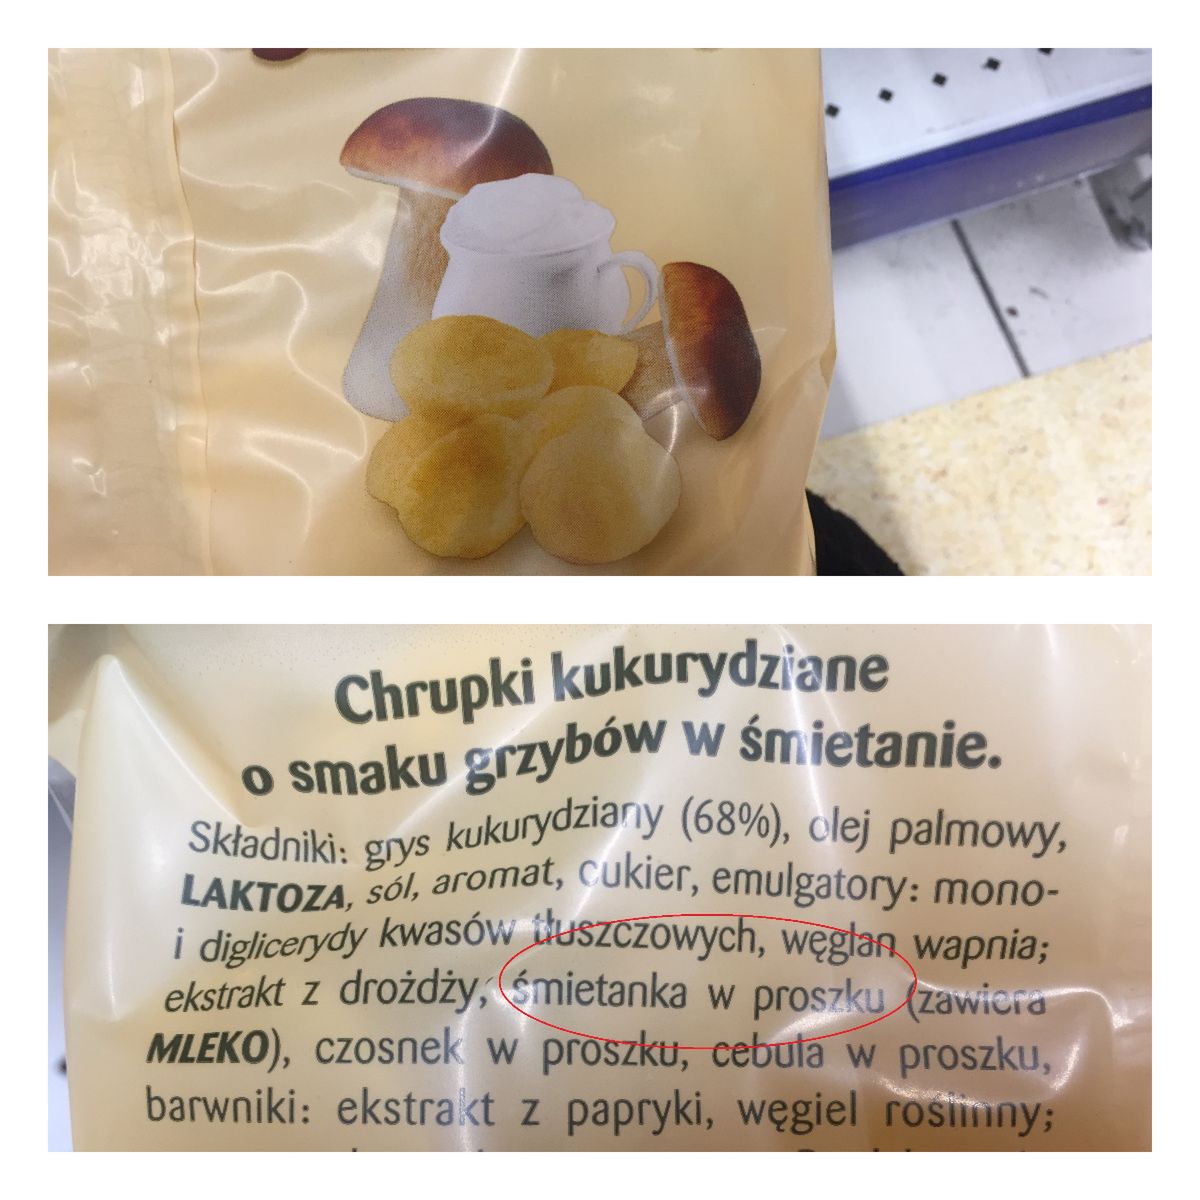 Chrupki kukurydziane
o smaku grzybów w śmietanie.
Składniki: grys kukurydziany (68%), olej palmowy,
LAKTOZA, sól, aromat, cukier, emulgatory: mono-
i diglicerydy kwasów tłuszczowych, węglan wapnia;
ekstrakt z drożdży, śmietanka w proszku (zawiera
MLEKO), czosnek w proszku, cebula w proszku,
barwniki: ekstrakt z papryki, węgiel roślinny;